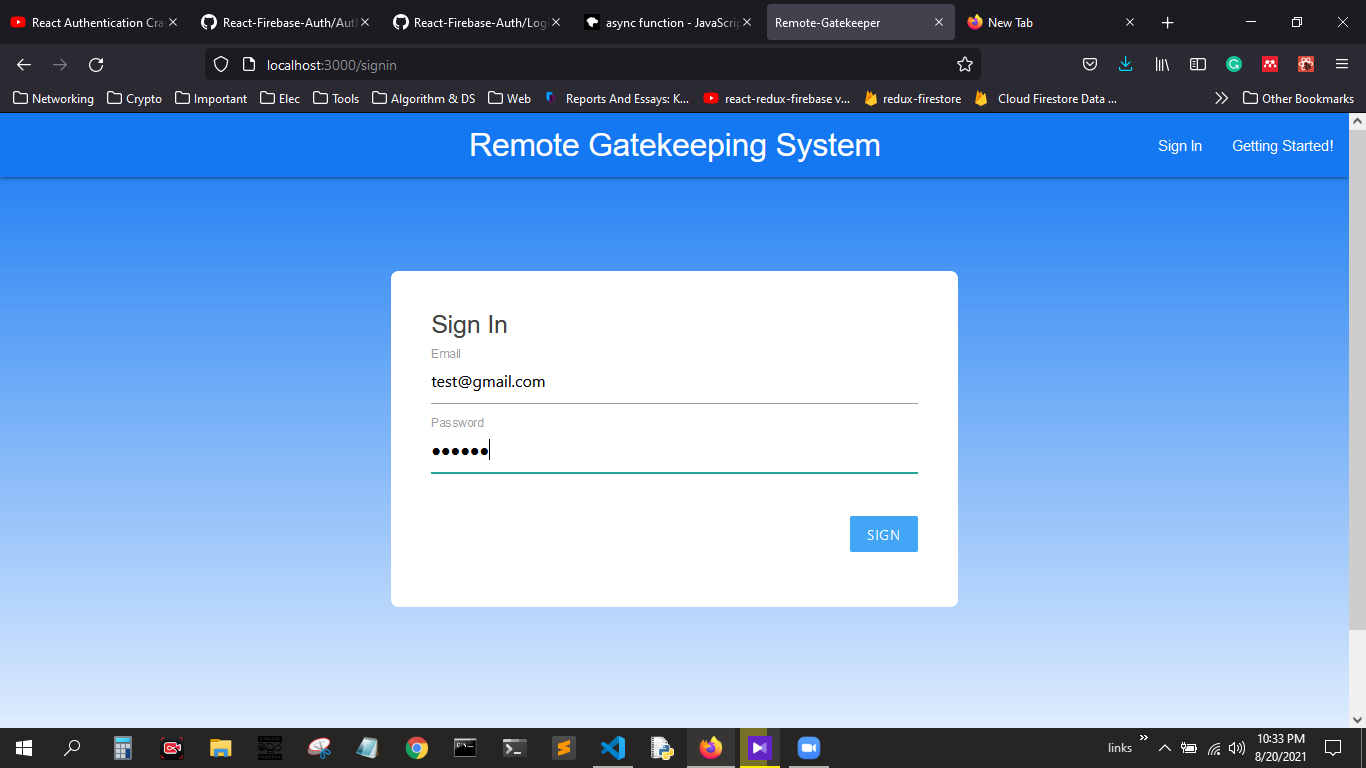 React Authentication Cras
React-Firebase-Auth/Auth
React-Firebase-Auth/Logi
async function - JavaScrip
Remote-Gatekeeper
New Tab
localhost:3000/signin
Networking
Crypto
Important
Elec
Tools
Algorithm & DS
Web
Reports And Essays: K...
react-redux-firebase v...
redux-firestore
Cloud Firestore Data ...
Other Bookmarks
Remote Gatekeeping System
Sign In
Getting Started!
Sign In
Email
test@gmail.com
Password
●●●●●●
SIGN
links
10:33 PM
8/20/2021